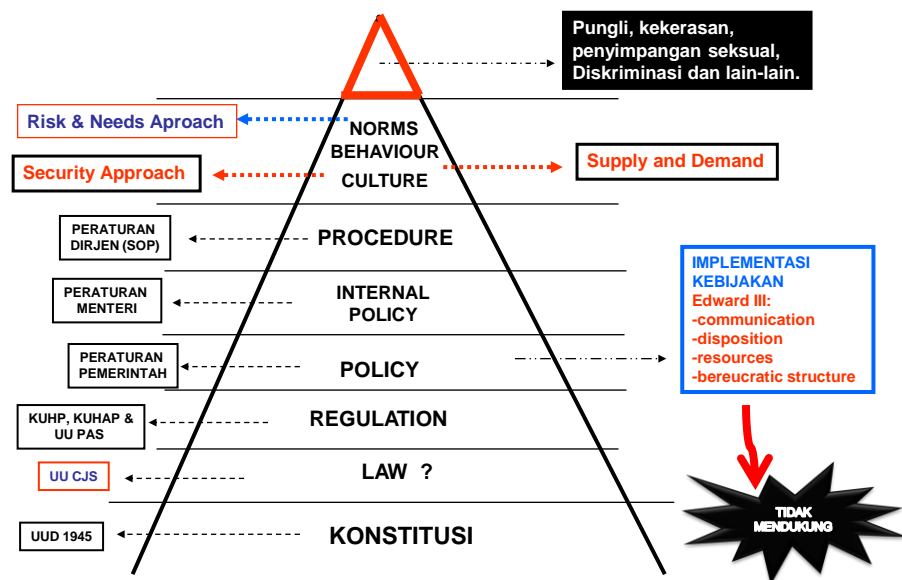 Pungli, kekerasan,
penyimpangan seksual,
Diskriminasi dan lain-lain.
Risk & Needs Aproach
NORMS
BEHAVIOUR
CULTURE
Security Approach
Supply and Demand
PERATURAN
DIRJEN (SOP)
PROCEDURE
PERATURAN
MENTERI
INTERNAL
POLICY
IMPLEMENTASI
KEBIJAKAN
Edward III:
-communication
-disposition
-resources
-bereucratic structure
PERATURAN
PEMERINTAH
POLICY
KUHP, KUHAP &
UU PAS
REGULATION
UU CJS
LAW ?
UUD 1945
KONSTITUSI
TIDAK
MENDUKUNG